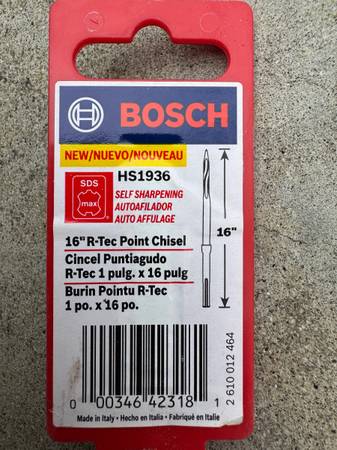 BOSCH
NEW/NUEVO/NOUVEAU
HS1936
SDS
max
SELF SHARPENING
AUTOAFILADOR
AUTO AFFULAGE
16" R-Tec Point Chisel
Cincel Puntiagudo
R-Tec 1 pulg. x 16 pulg
Burin Pointu R-Tec
1 po. x 16 po.
16"
0 00346 42318 1
2 610 012 464
Made in Italy • Hecho en Italia • Fabriqué en Italie